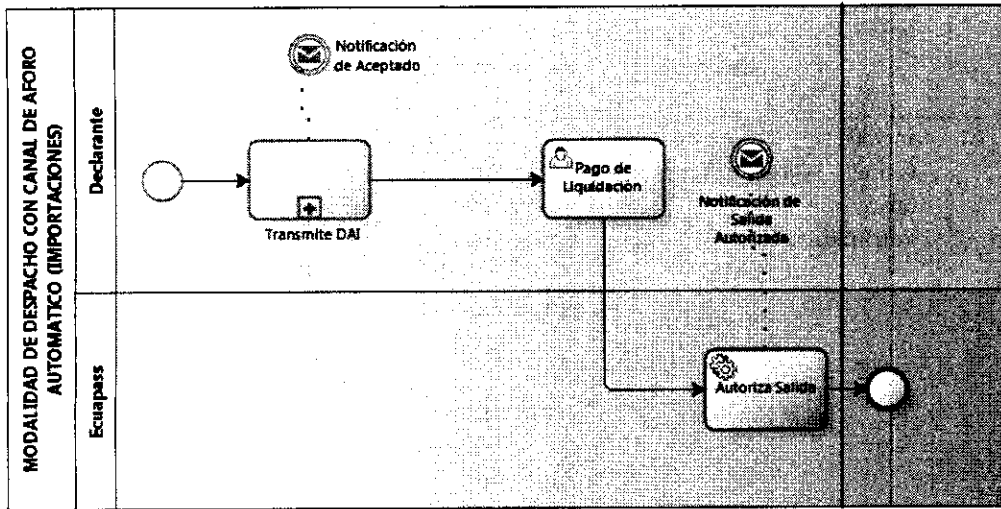 MODALIDAD DE DESPACHO CON CANAL DE AFORO
AUTOMATICO (IMPORTACIONES)
Declarante
Ecuapass
Notificación
de Aceptado
Transmite DAI
Pago de
Liquidación
Notificación de
Salida
Autorizada
Autoriza Salida